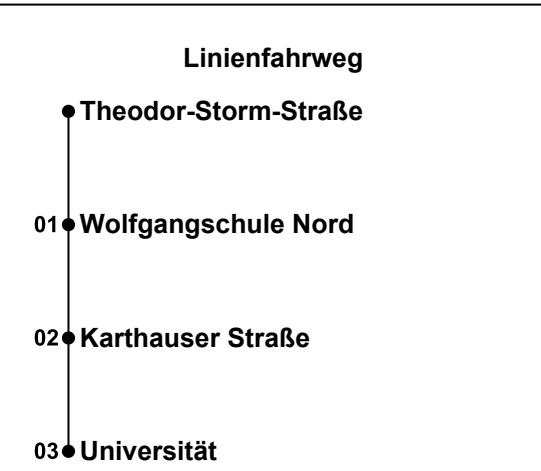 Linienfahrweg
Theodor-Storm-Straße
01 Wolfgangschule Nord
02 Karthauser Straße
03 Universität